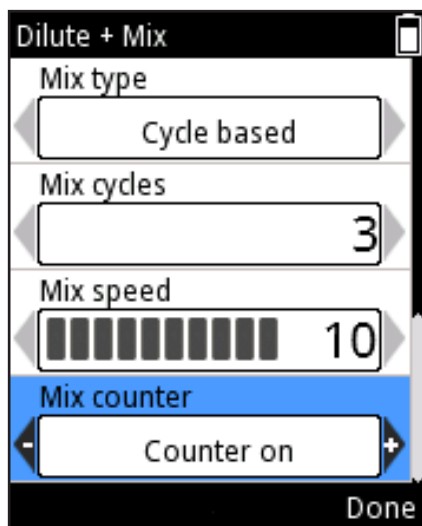 Dilute + Mix
Mix type
Cycle based
Mix cycles
3
Mix speed
10
Mix counter
- Counter on +
Done